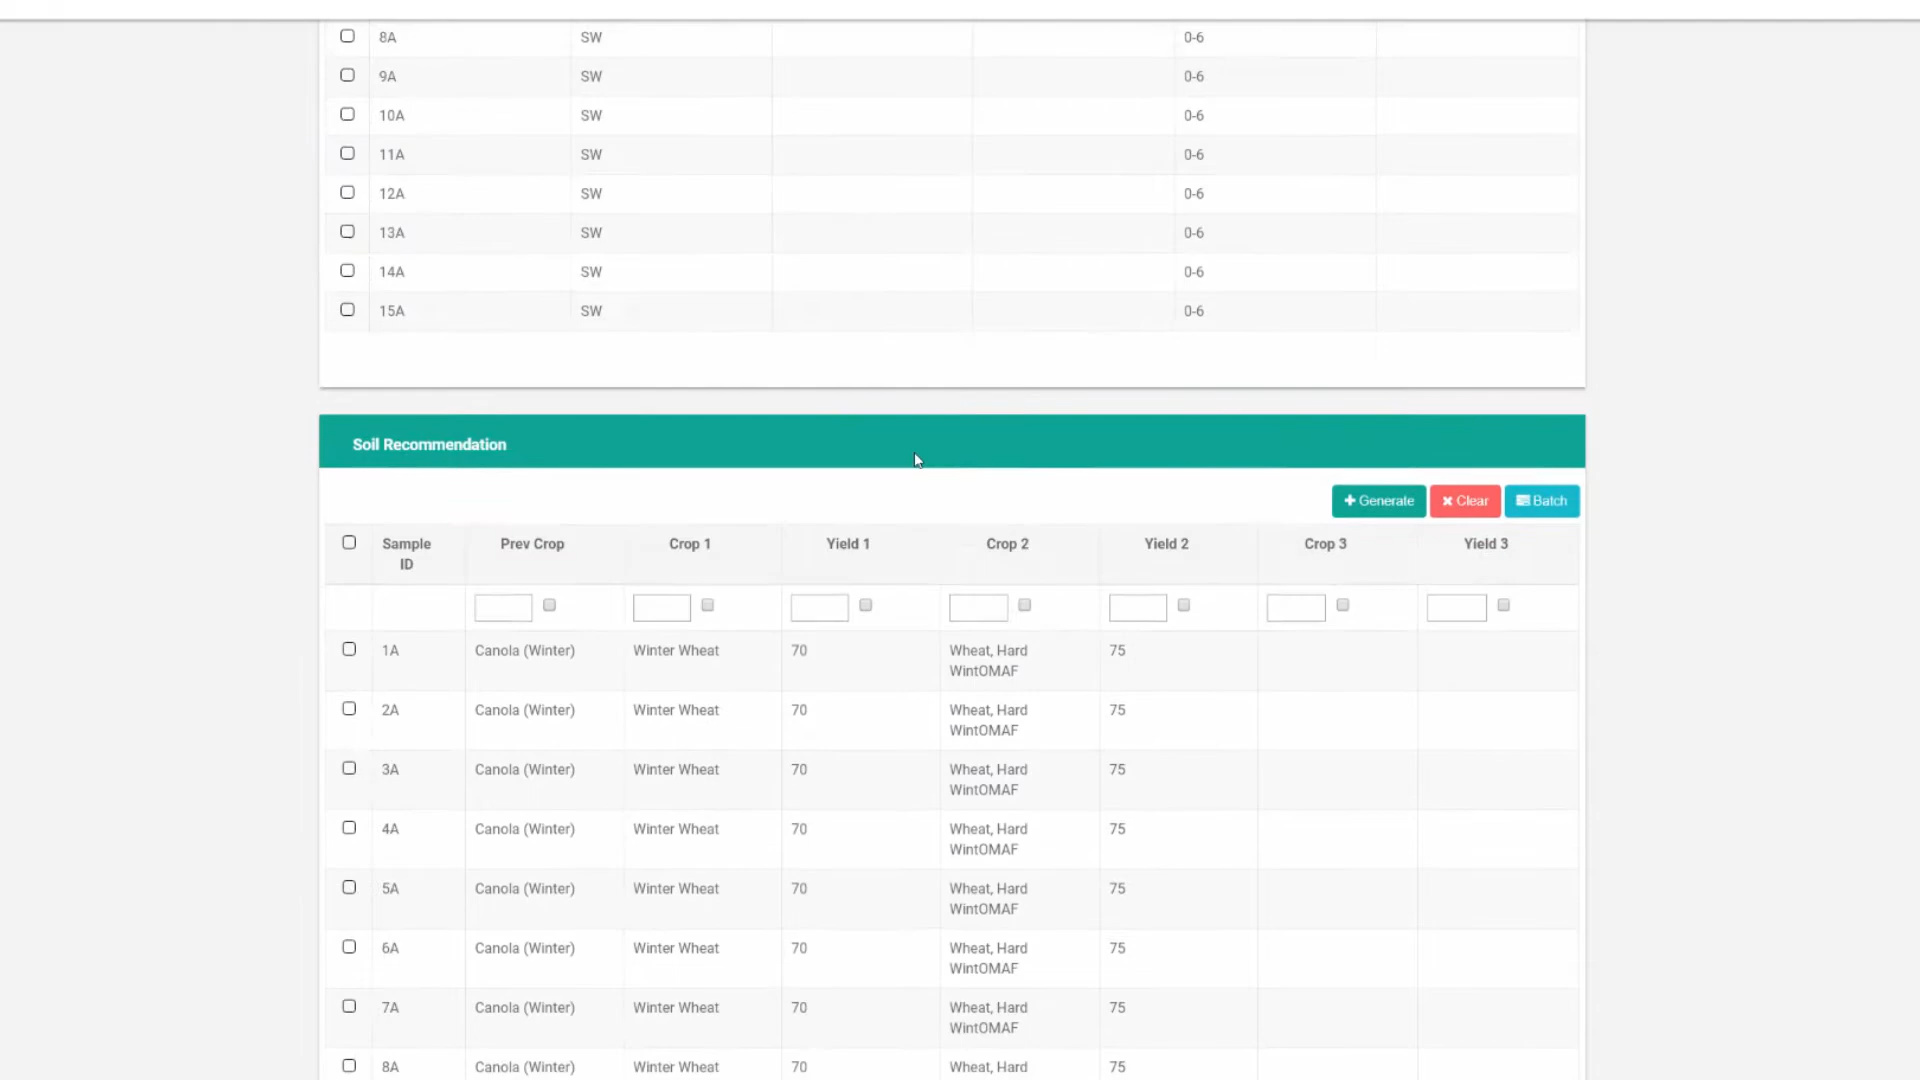 8A SW 0-6
9A SW 0-6
10A SW 0-6
11A SW 0-6
12A SW 0-6
13A SW 0-6
14A SW 0-6
15A SW 0-6
Soil Recommendation
Generate Clear Batch
Sample ID Prev Crop Crop 1 Yield 1 Crop 2 Yield 2 Crop 3 Yield 3
1A Canola (Winter) Winter Wheat 70 Wheat, Hard WintOMAF 75
2A Canola (Winter) Winter Wheat 70 Wheat, Hard WintOMAF 75
3A Canola (Winter) Winter Wheat 70 Wheat, Hard WintOMAF 75
4A Canola (Winter) Winter Wheat 70 Wheat, Hard WintOMAF 75
5A Canola (Winter) Winter Wheat 70 Wheat, Hard WintOMAF 75
6A Canola (Winter) Winter Wheat 70 Wheat, Hard WintOMAF 75
7A Canola (Winter) Winter Wheat 70 Wheat, Hard WintOMAF 75
8A Canola (Winter) Winter Wheat 70 Wheat, Hard 75